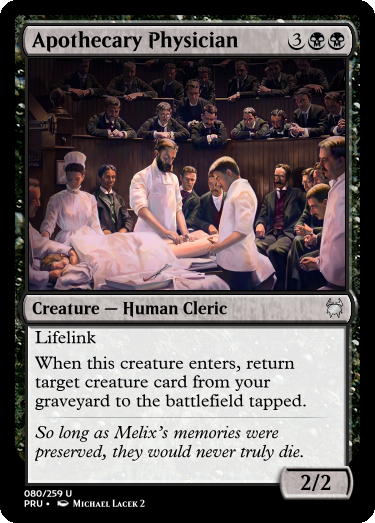 Apothecary Physician 3
Creature — Human Cleric
Lifelink
When this creature enters, return
target creature card from your
graveyard to the battlefield tapped.
So long as Melix's memories were
preserved, they would never truly die.
2/2
080/259 U
PRU • Michael Lacek 2